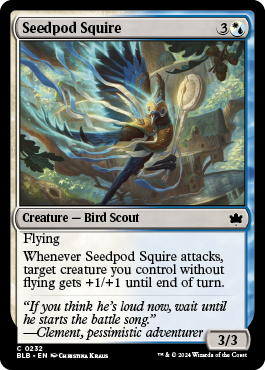 Seedpod Squire 3
Creature — Bird Scout
Flying
Whenever Seedpod Squire attacks,
target creature you control without
flying gets +1/+1 until end of turn.
“If you think he’s loud now, wait until
he starts the battle song.”
—Clement, pessimistic adventurer
3/3
C 0232
BLB • EN Christina Kraus
™ & © 2024 Wizards of the Coast